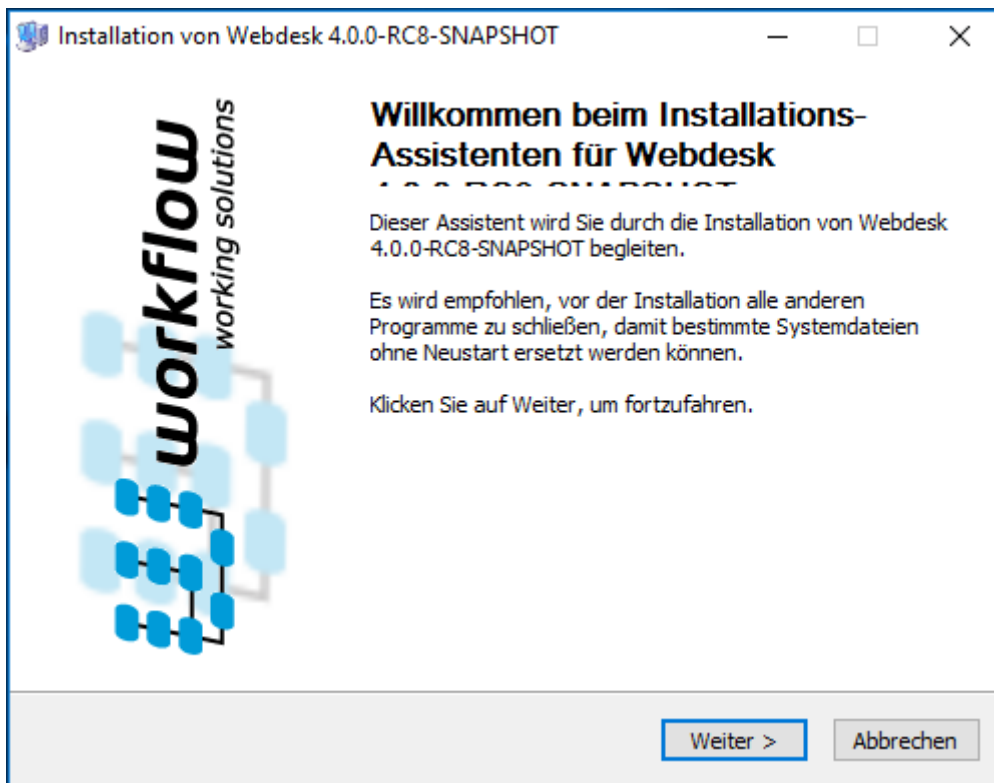 Installation von Webdesk 4.0.0-RC8-SNAPSHOT
workflow
working solutions
Willkommen beim Installations-
Assistenten für Webdesk
Dieser Assistent wird Sie durch die Installation von Webdesk
4.0.0-RC8-SNAPSHOT begleiten.
Es wird empfohlen, vor der Installation alle anderen
Programme zu schließen, damit bestimmte Systemdateien
ohne Neustart ersetzt werden können.
Klicken Sie auf Weiter, um fortzufahren.
Weiter >
Abbrechen